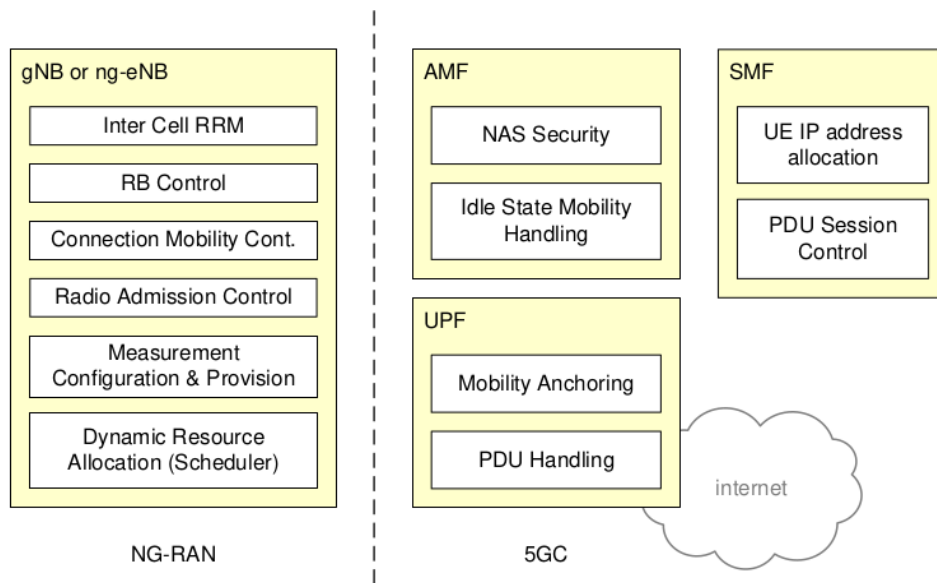 gNB or ng-eNB
Inter Cell RRM
RB Control
Connection Mobility Cont.
Radio Admission Control
Measurement
Configuration & Provision
Dynamic Resource
Allocation (Scheduler)
NG-RAN
AMF
NAS Security
Idle State Mobility
Handling
SMF
UE IP address
allocation
PDU Session
Control
UPF
Mobility Anchoring
PDU Handling
internet
5GC